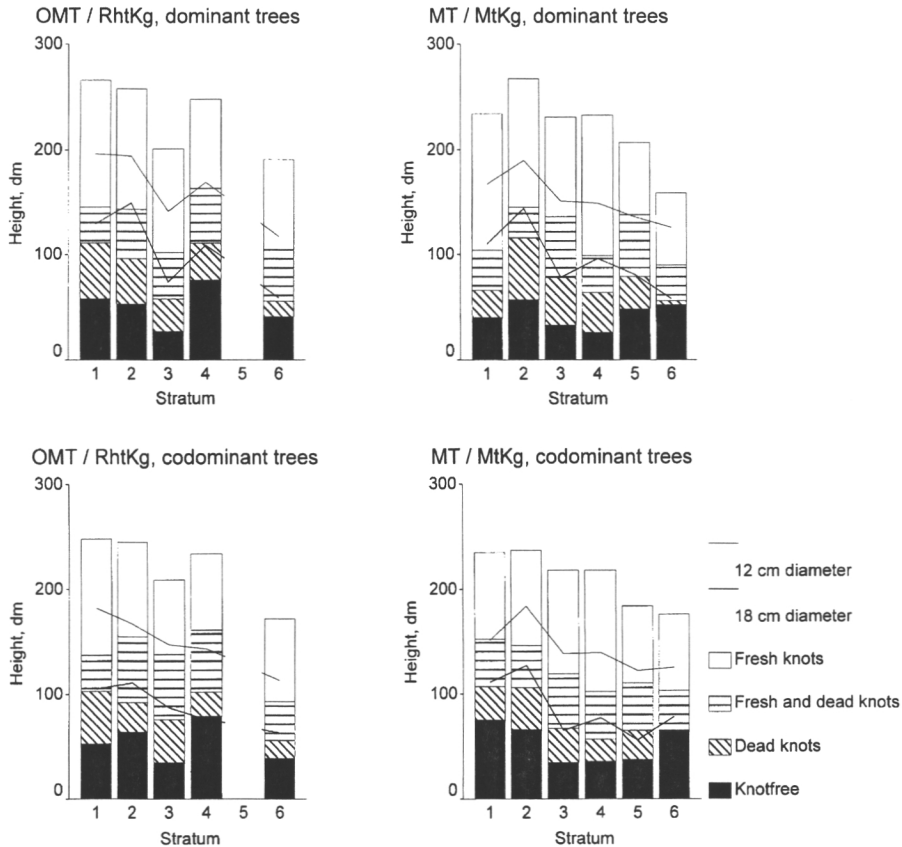 OMT / RhtKg, dominant trees
300
200
100
0
Height, dm
1 2 3 4 5 6
Stratum
MT / MtKg, dominant trees
300
200
100
0
Height, dm
1 2 3 4 5 6
Stratum
OMT / RhtKg, codominant trees
300
200
100
0
Height, dm
1 2 3 4 5 6
Stratum
MT / MtKg, codominant trees
300
200
100
0
Height, dm
1 2 3 4 5 6
Stratum
12 cm diameter
18 cm diameter
Fresh knots
Fresh and dead knots
Dead knots
Knotfree